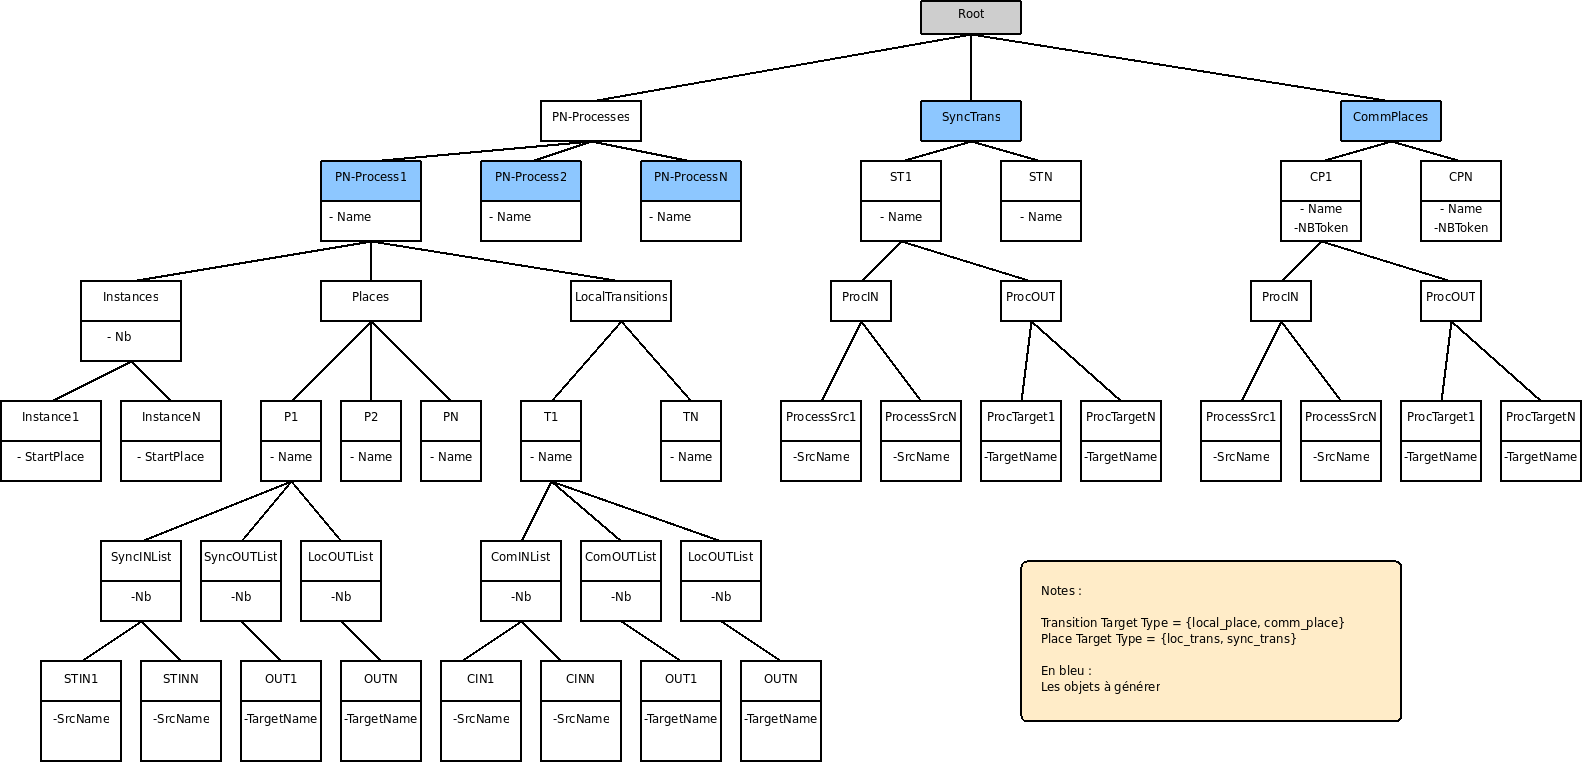 Root
PN-Processes
SyncTrans
CommPlaces
PN-Process1
- Name
PN-Process2
- Name
PN-ProcessN
- Name
ST1
- Name
STN
- Name
CP1
- Name
-NBToken
CPN
- Name
-NBToken
Instances
- Nb
Places
LocalTransitions
ProcIN
ProcOUT
ProcIN
ProcOUT
Instance1
- StartPlace
InstanceN
- StartPlace
P1
- Name
P2
- Name
PN
- Name
T1
- Name
TN
- Name
ProcessSrc1
-SrcName
ProcessSrcN
-SrcName
ProcTarget1
-TargetName
ProcTargetN
-TargetName
ProcessSrc1
-SrcName
ProcessSrcN
-SrcName
ProcTarget1
-TargetName
ProcTargetN
-TargetName
SyncINList
-Nb
SyncOUTList
-Nb
LocOUTList
-Nb
ComINList
-Nb
ComOUTList
-Nb
LocOUTList
-Nb
STIN1
-SrcName
STINN
-SrcName
OUT1
-TargetName
OUTN
-TargetName
CIN1
-SrcName
CINN
-SrcName
OUT1
-TargetName
OUTN
-TargetName
Notes :
Transition Target Type = {local_place, comm_place}
Place Target Type = {loc_trans, sync_trans}
En bleu :
Les objets à générer